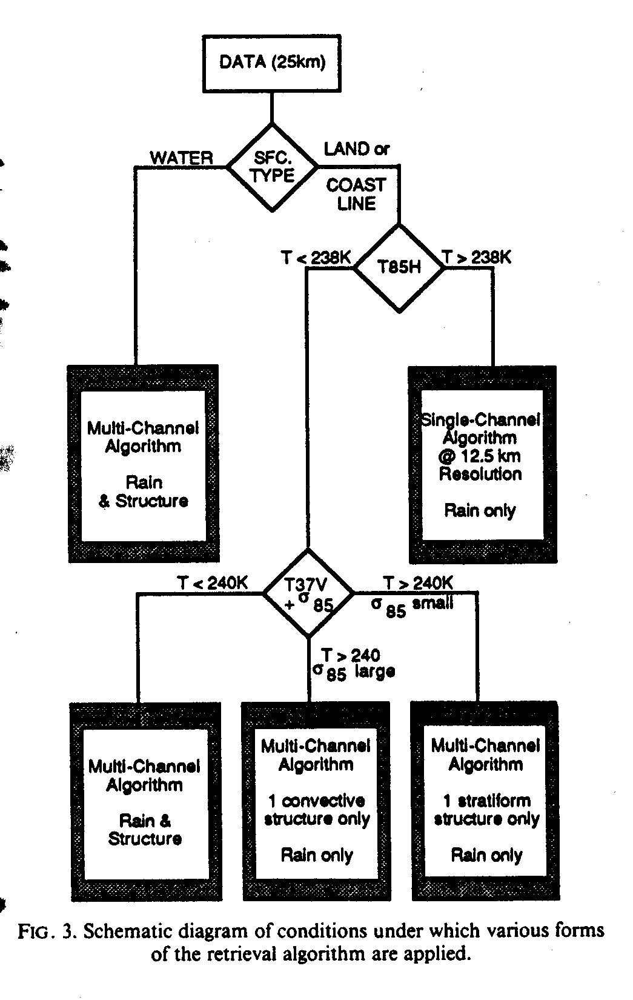 DATA (25km)
WATER
SFC.
TYPE
LAND or
COAST
LINE
T < 238K
T85H
T > 238K
Multi-Channel
Algorithm
Rain
& Structure
Single-Channel
Algorithm
@ 12.5 km
Resolution
Rain only
T < 240K
T37V
+ σ 85
T > 240K
σ 85 small
T > 240
σ 85 large
Multi-Channel
Algorithm
Rain &
Structure
Multi-Channel
Algorithm
1 convective
structure only
Rain only
Multi-Channel
Algorithm
1 stratiform
structure only
Rain only
FIG. 3. Schematic diagram of conditions under which various forms
of the retrieval algorithm are applied.